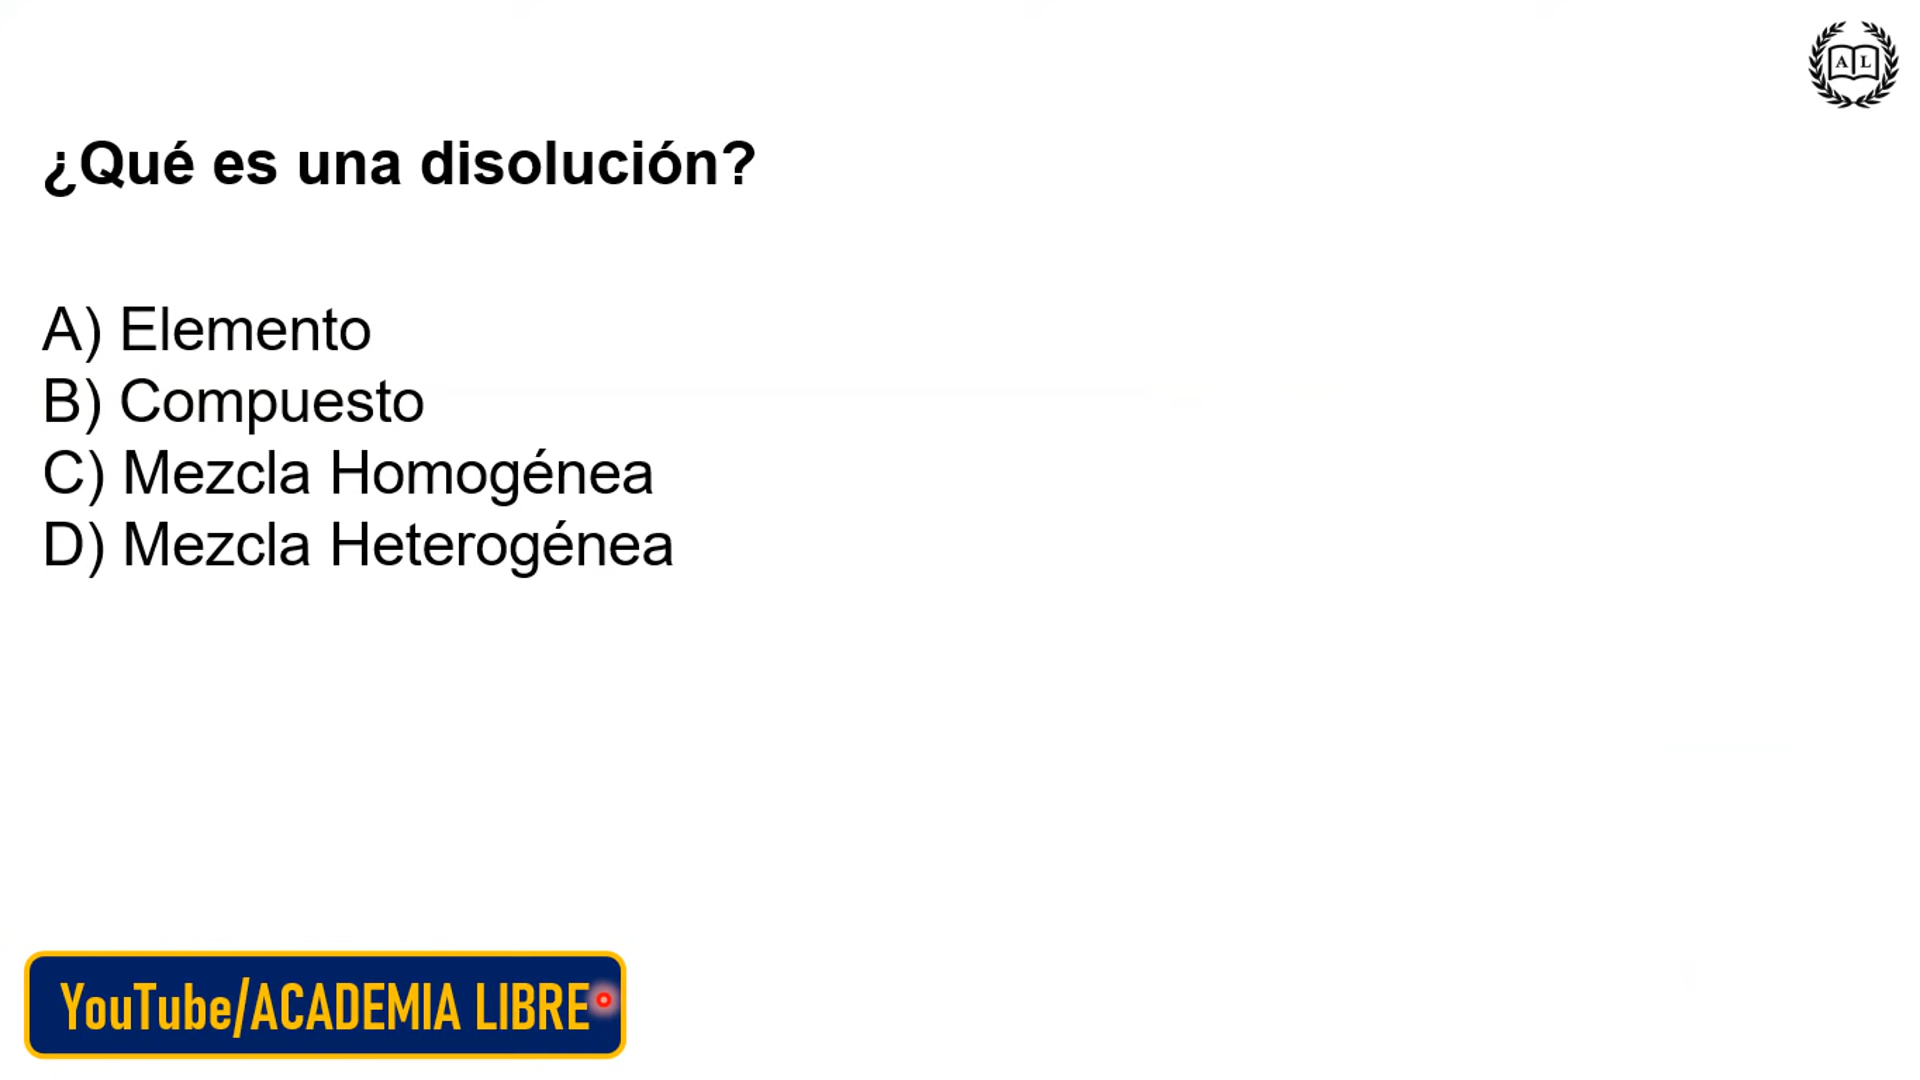 A L
¿Qué es una disolución?
A) Elemento
B) Compuesto
C) Mezcla Homogénea
D) Mezcla Heterogénea
YouTube/ACADEMIA LIBRE